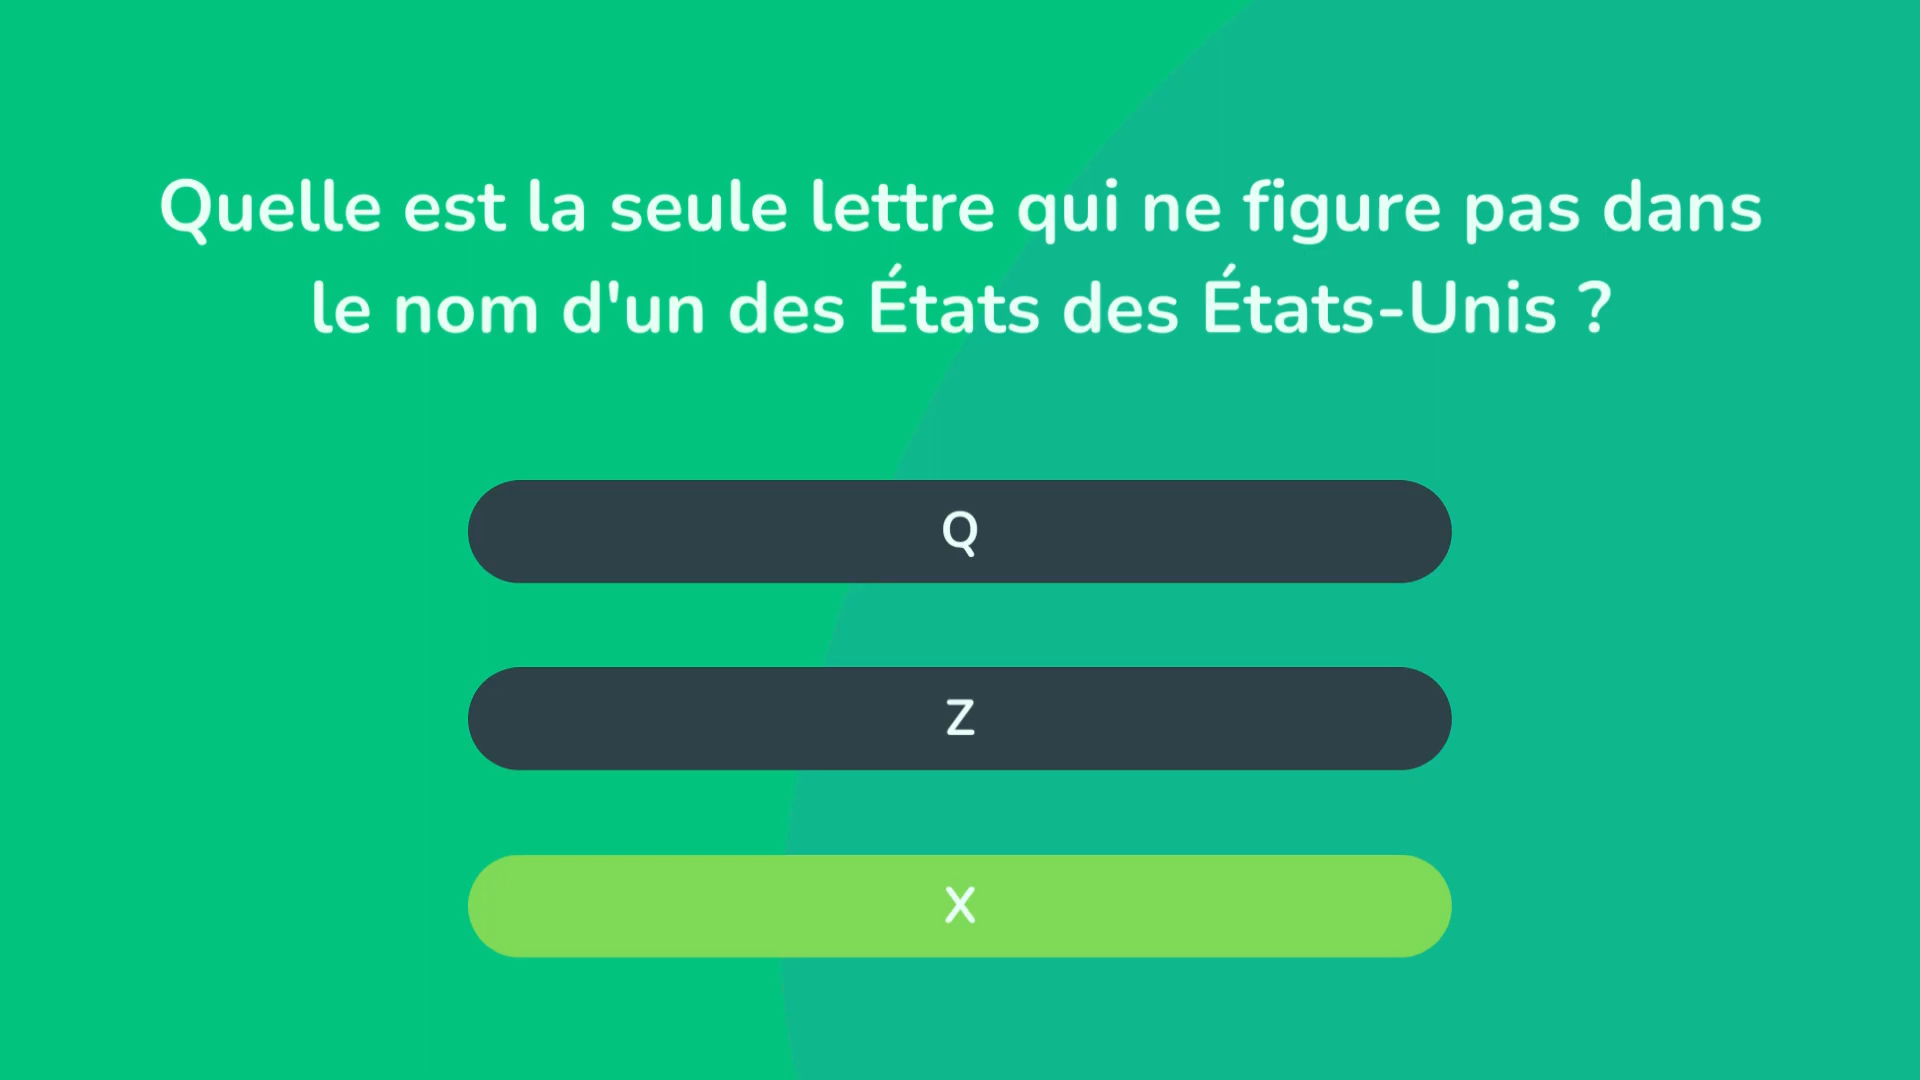 Quelle est la seule lettre qui ne figure pas dans
le nom d'un des États des États-Unis ?
Q
Z
X